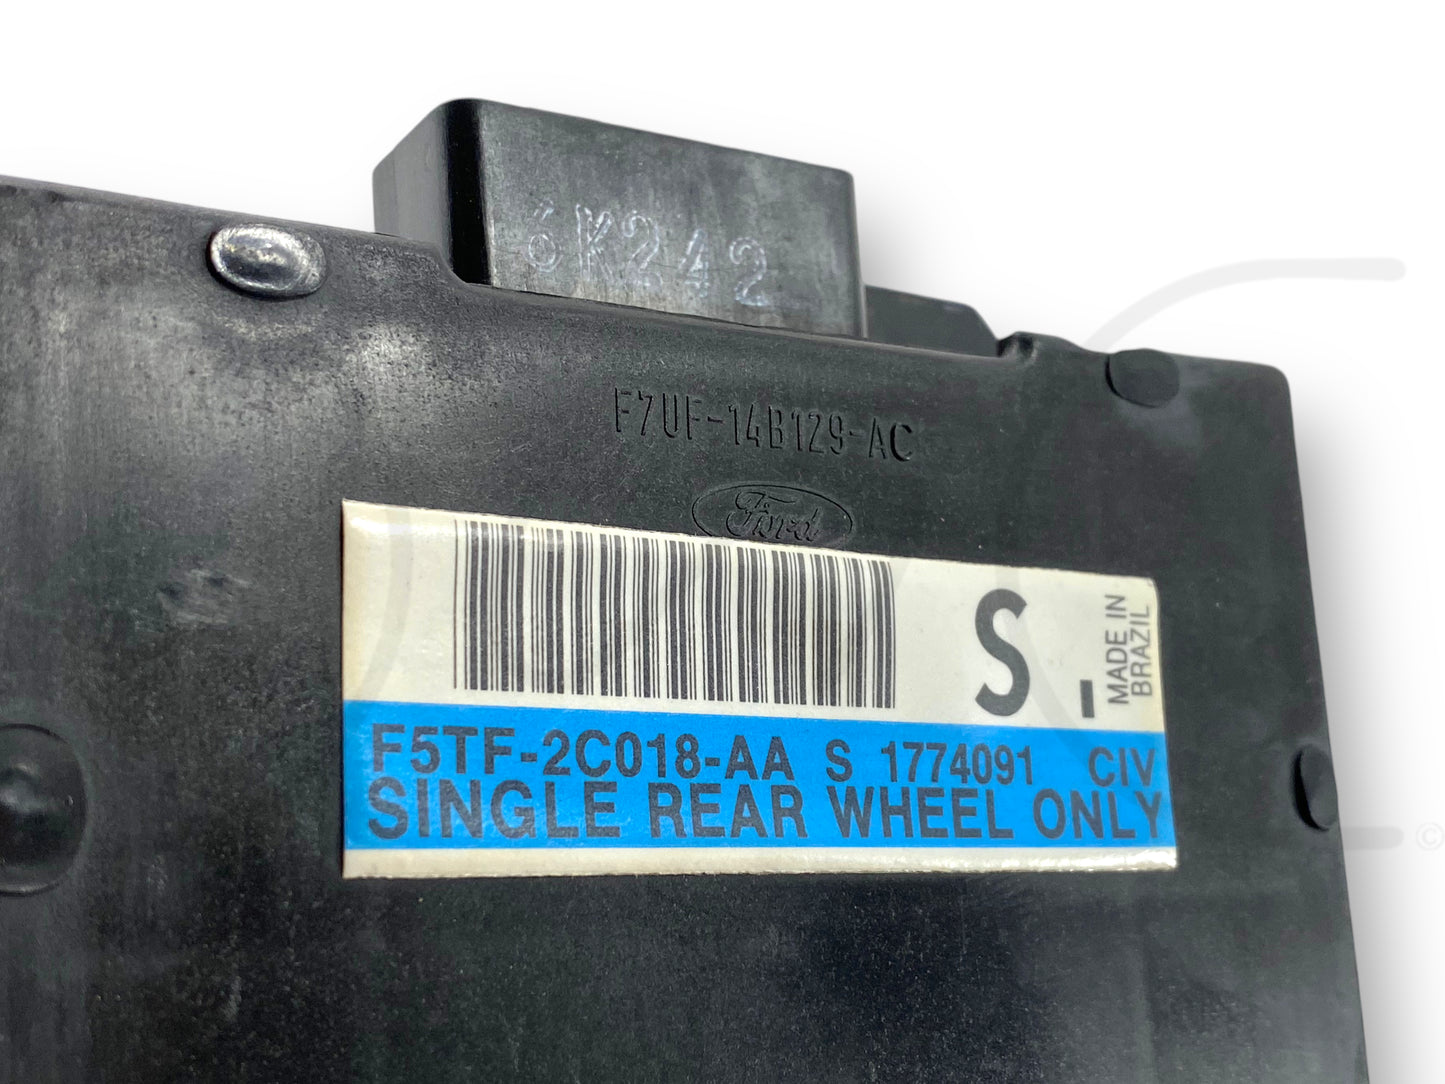 6K242
F7UF-14B129-AC
Ford
S
-
MADE IN
BRAZIL
F5TF-2C018-AA S 1774091 CIV
SINGLE REAR WHEEL ONLY
©